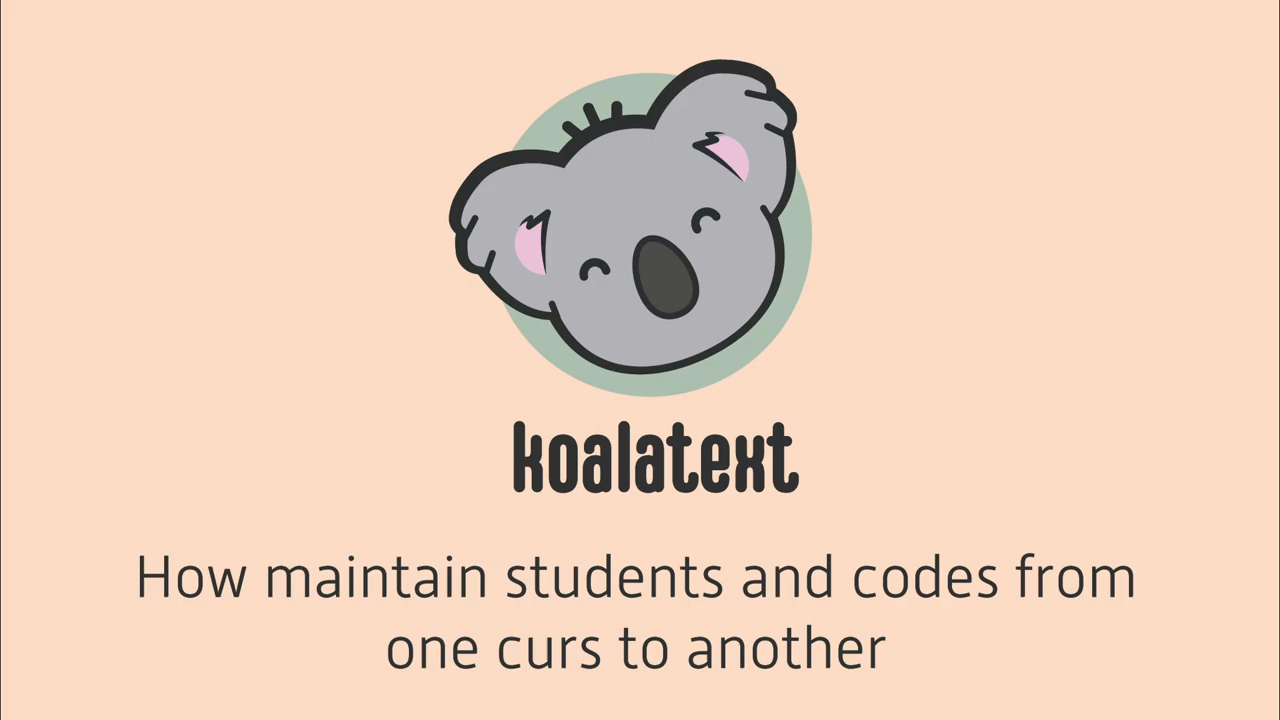 koalatext
How maintain students and codes from
one curs to another